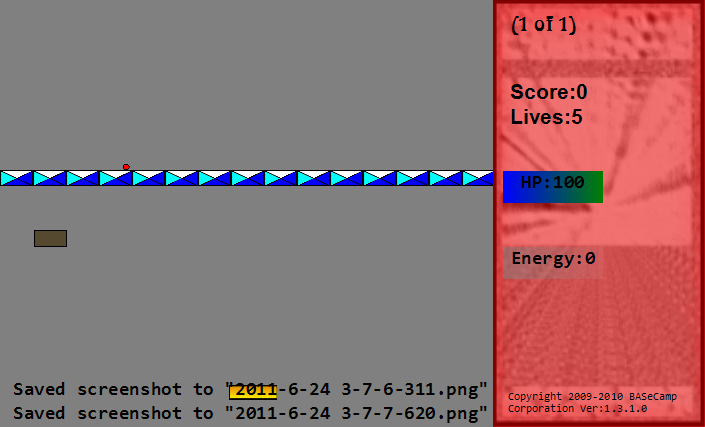 (1 of 1)
Score:0
Lives:5
HP:100
Energy:0
Saved screenshot to "2011-6-24 3-7-6-311.png"
Saved screenshot to "2011-6-24 3-7-7-620.png"
Copyright 2009-2010 BASeCamp
Corporation Ver:1.3.1.0